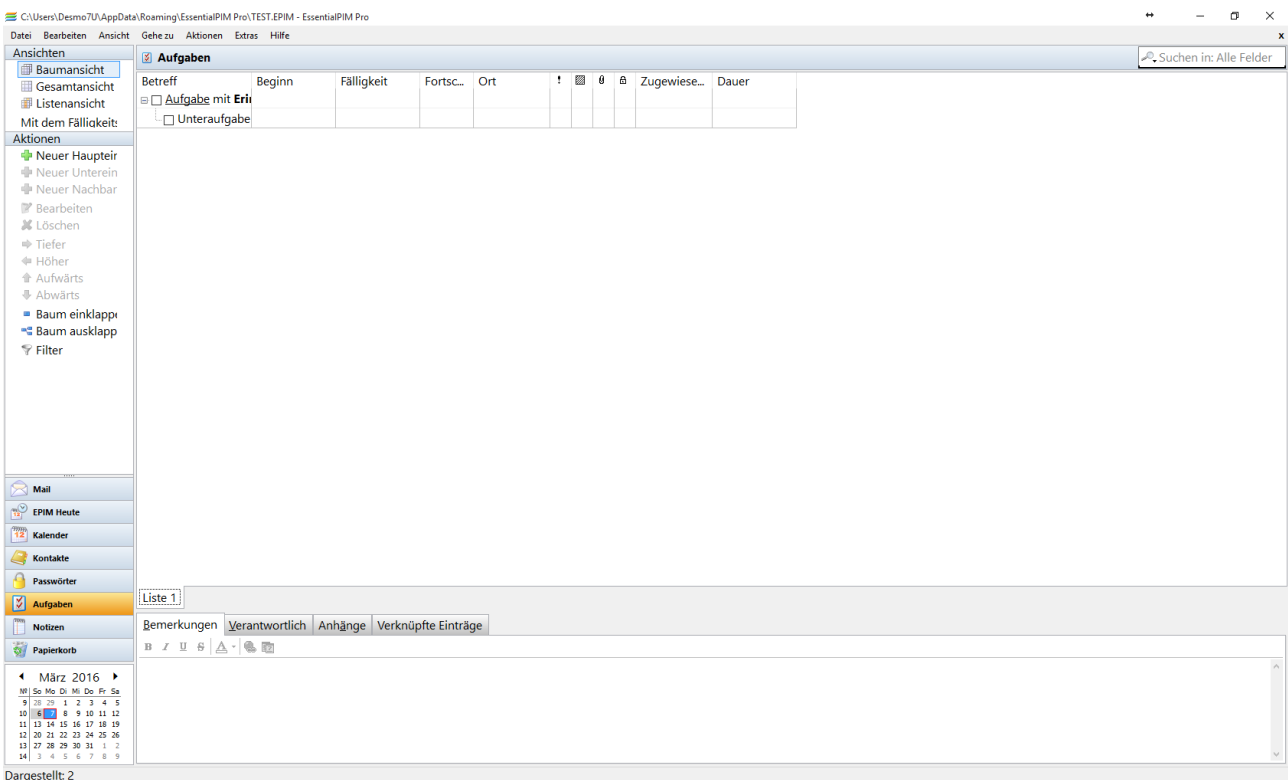 C:\Users\Desmo7U\AppData\Roaming\EssentialPIM Pro\TEST.EPIM - EssentialPIM Pro
Datei Bearbeiten Ansicht Gehe zu Aktionen Extras Hilfe
x
Ansichten
Baumansicht
Gesamtansicht
Listenansicht
Mit dem Fälligkeits
Aktionen
Neuer Hauptein
Neuer Unterein
Neuer Nachbar
Bearbeiten
Löschen
Tiefer
Höher
Aufwärts
Abwärts
Baum einklappe
Baum ausklapp
Filter
Aufgaben
Suchen in: Alle Felder
Betreff Beginn Fälligkeit Fortsc... Ort ! Zugewiese... Dauer
Aufgabe mit Erin
Unteraufgabe
Mail
EPIM Heute
Kalender
Kontakte
Passwörter
Aufgaben
Notizen
Papierkorb
Liste 1
Bemerkungen Verantwortlich Anhänge Verknüpfte Einträge
B I U S A
März 2016
Nº So Mo Di Mi Do Fr Sa
9 28 29 1 2 3 4 5
10 6 7 8 9 10 11 12
11 13 14 15 16 17 18 19
12 20 21 22 23 24 25 26
13 27 28 29 30 31 1 2
14 3 4 5 6 7 8 9
Dargestellt: 2